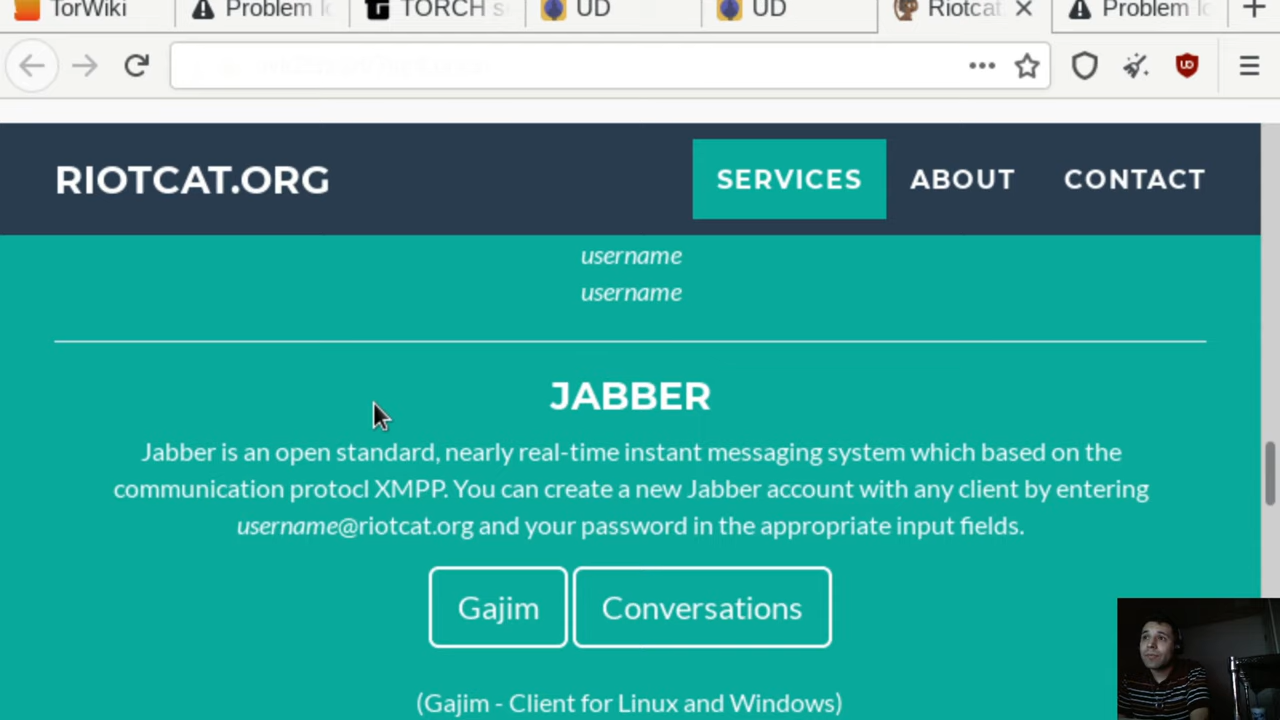 TorWiki
Problem lo
TORCH s
UD
UD
Riotcat
Problem lo
UD
RIOTCAT.ORG
SERVICES
ABOUT
CONTACT
username
username
JABBER
Jabber is an open standard, nearly real-time instant messaging system which based on the
communication protocl XMPP. You can create a new Jabber account with any client by entering
username@riotcat.org and your password in the appropriate input fields.
Gajim
Conversations
(Gajim - Client for Linux and Windows)